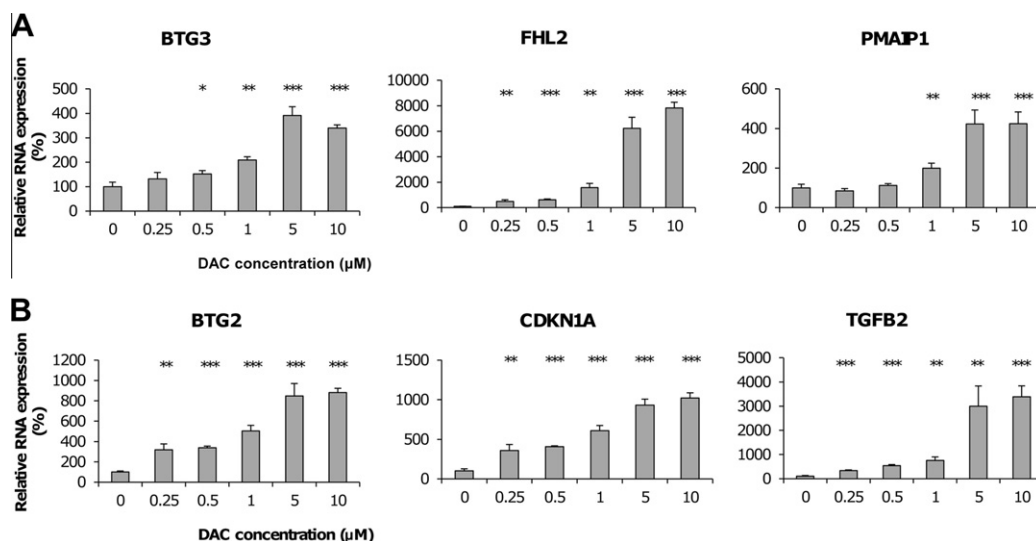 A
BTG3
FHL2
PMAIP1
Relative RNA expression
(%)
500
400
300
200
100
0
* ** *** ***
0 0.25 0.5 1 5 10
10000
8000
6000
4000
2000
0
** *** ** *** ***
0 0.25 0.5 1 5 10
600
400
200
0
** *** ***
0 0.25 0.5 1 5 10
DAC concentration (µM)
B
BTG2
CDKN1A
TGFB2
Relative RNA expression
(%)
1200
1000
800
600
400
200
0
** *** *** *** ***
0 0.25 0.5 1 5 10
1500
1000
500
0
** *** *** *** ***
0 0.25 0.5 1 5 10
5000
4000
3000
2000
1000
0
*** *** ** ** ***
0 0.25 0.5 1 5 10
DAC concentration (µM)